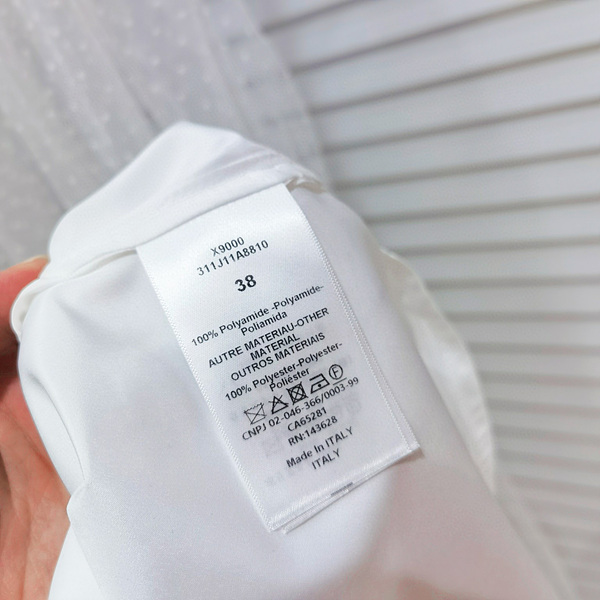 X9000
311J11A8810
38
100% Polyamide -Polyamide-
Poliamida
AUTRE MATERIAU-OTHER
MATERIAL
OUTROS MATERIAIS
100% Polyester-Polyester-
Poliéster
CNPJ 02-046-366/0003-99
CA65281
RN:143628
Made In ITALY
ITALY